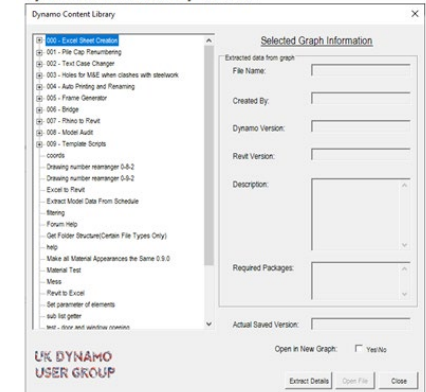 Dynamo Content Library
000 - Excel Sheet Creation
001 - Pile Cap Renumbering
002 - Text Case Changer
003 - Holes for M&E when clashes with steelwork
004 - Auto Printing and Renaming
005 - Frame Generator
006 - Bridge
007 - Rhino to Revit
008 - Model Audit
009 - Template Scripts
coords
Drawing number rearranger 0-8-2
Drawing number rearranger 0-9-2
Excel to Revit
Extract Model Data From Schedule
filtering
Forum Help
Get Folder Structure(Certain File Types Only)
help
Make all Material Appearances the Same 0.9.0
Material Test
Mess
Revit to Excel
Set parameter of elements
sub list getter
test - door and window opening
Selected Graph Information
Extracted data from graph
File Name:
Created By:
Dynamo Version:
Revit Version:
Description:
Required Packages:
Actual Saved Version:
Open in New Graph:
Yes\No
UK DYNAMO
USER GROUP
Extract Details
Open File
Close